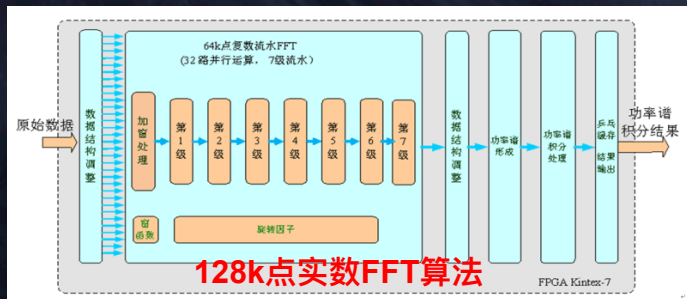 64k点复数流水FFT
(32路并行运算， 7级流水)
原始数据
数据结构调整
加窗处理
第1级
第2级
第3级
第4级
第5级
第6级
第7级
数据结构调整
功率谱
形成
功率谱
积分
处理
乒乓
缓存
结果
输出
功率谱
积分结果
窗
函数
旋转因子
128k点实数FFT算法
FPGA Kintex-7